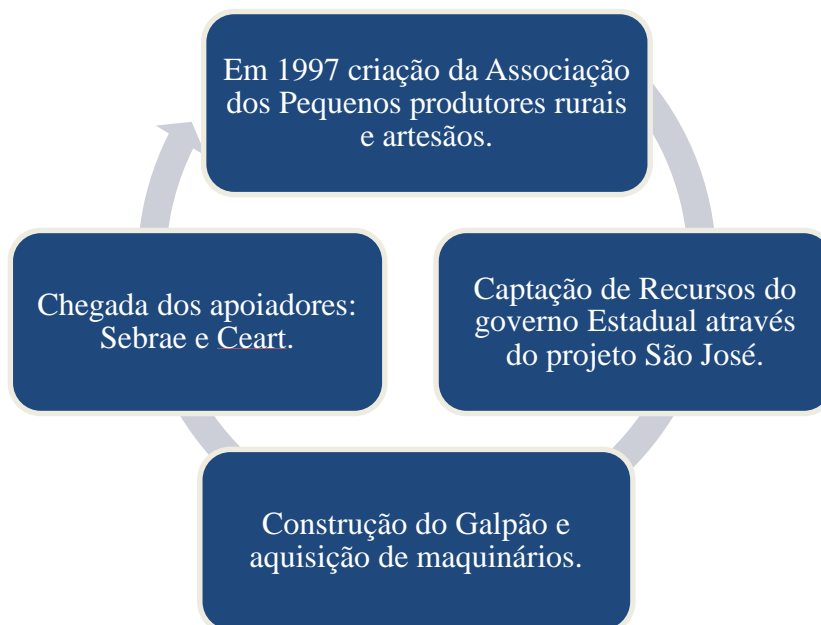 Em 1997 criação da Associação
dos Pequenos produtores rurais
e artesãos.
Captação de Recursos do
governo Estadual através
do projeto São José.
Construção do Galpão e
aquisição de maquinários.
Chegada dos apoiadores:
Sebrae e Ceart.